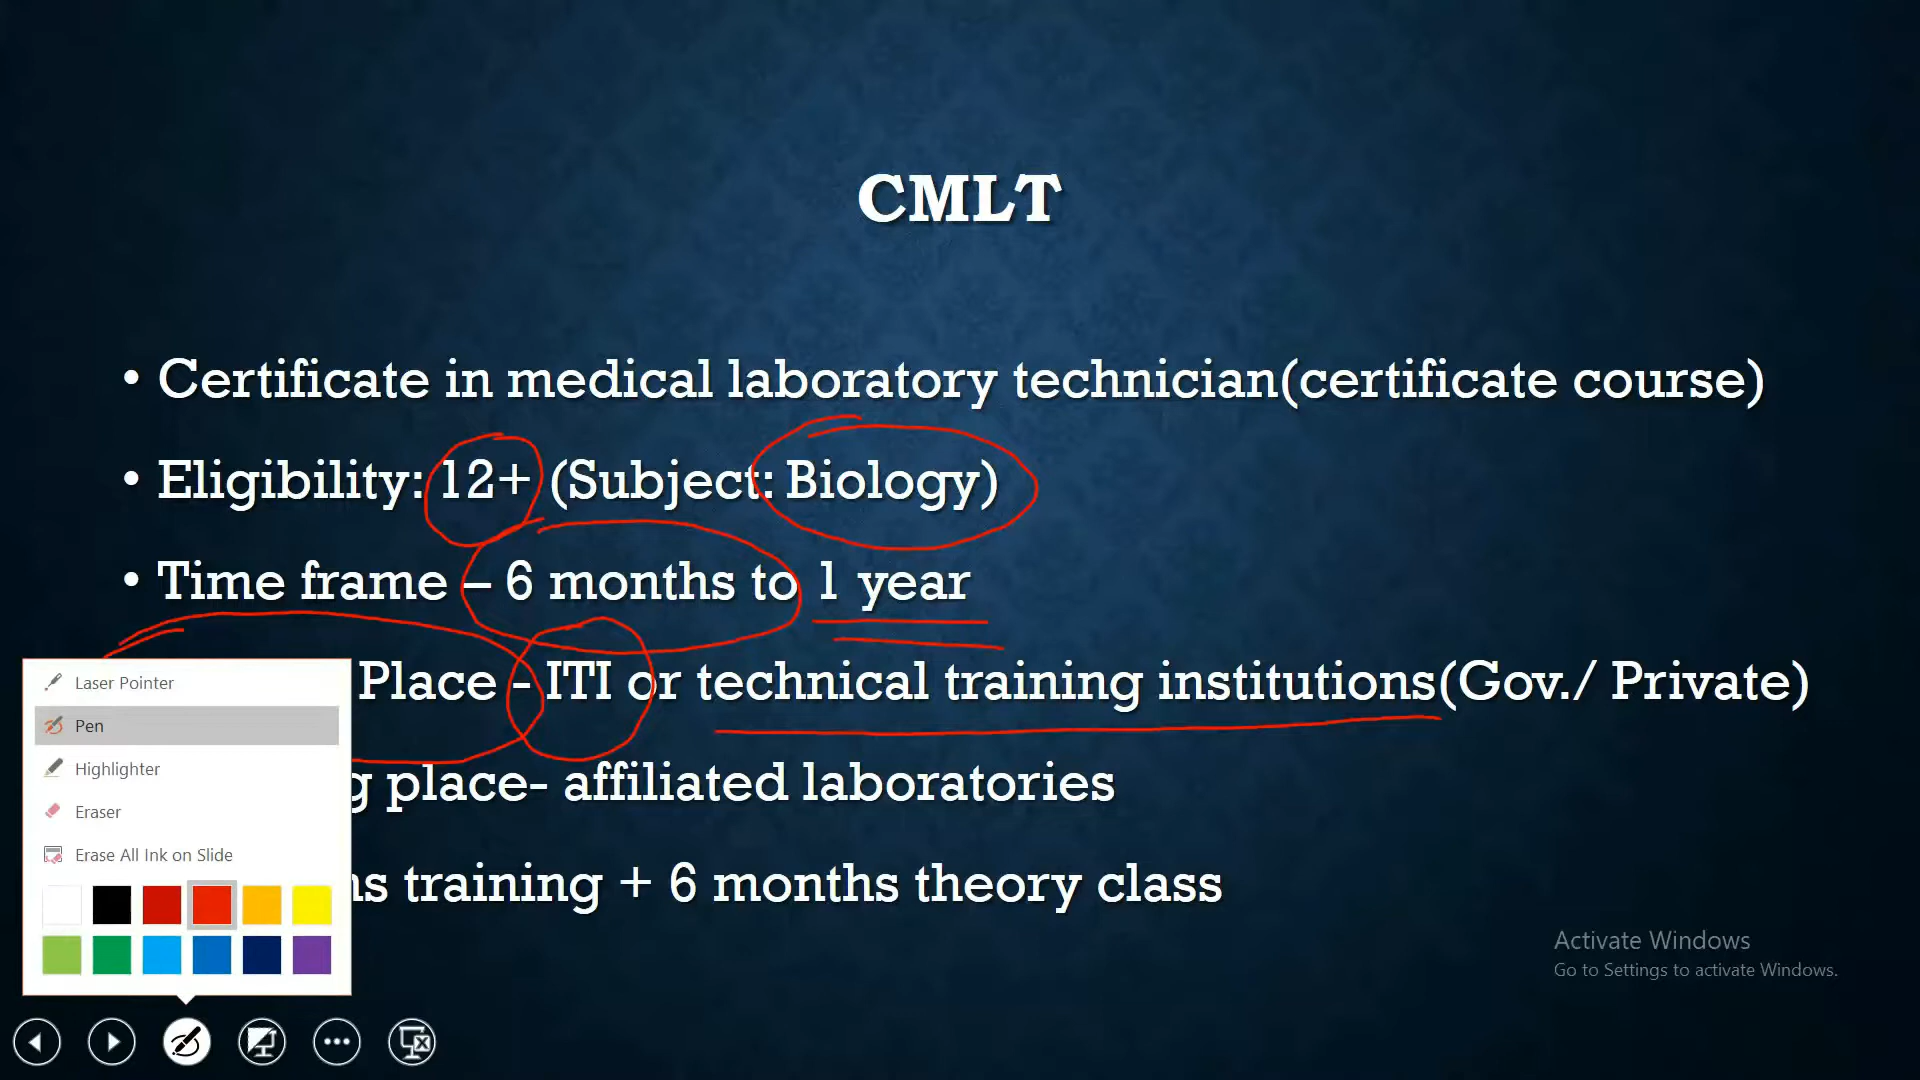 CMLT
• Certificate in medical laboratory technician(certificate course)
• Eligibility: 12+ (Subject: Biology)
• Time frame – 6 months to 1 year
Place - ITI or technical training institutions(Gov./ Private)
place- affiliated laboratories
training + 6 months theory class
Laser Pointer
Pen
Highlighter
Eraser
Erase All Ink on Slide
Activate Windows
Go to Settings to activate Windows.